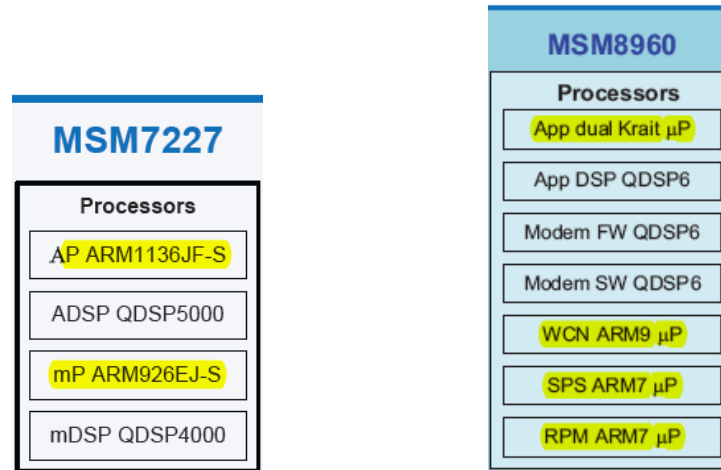 MSM7227
Processors
AP ARM1136JF-S
ADSP QDSP5000
mP ARM926EJ-S
mDSP QDSP4000
MSM8960
Processors
App dual Krait μP
App DSP QDSP6
Modem FW QDSP6
Modem SW QDSP6
WCN ARM9 μP
SPS ARM7 μP
RPM ARM7 μP